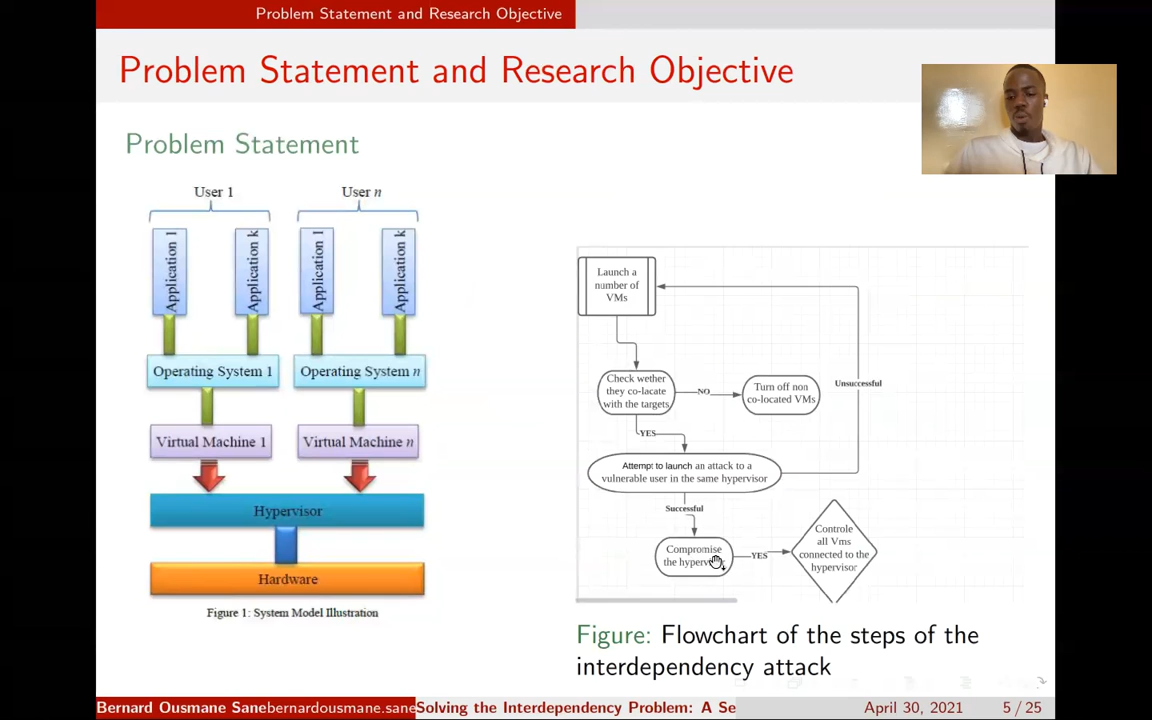 Problem Statement and Research Objective
Problem Statement and Research Objective
Problem Statement
User 1
User n
Application 1
Application k
Application 1
Application k
Operating System 1
Operating System n
Virtual Machine 1
Virtual Machine n
Hypervisor
Hardware
Figure 1: System Model Illustration
Launch a
number of
VMs
Check wether
they co-lacate
with the targets
NO
Turn off non
co-located VMs
Unsuccessful
YES
Attempt to launch an attack to a
vulnerable user in the same hypervisor
Successful
Compromise
the hypervisor
YES
Controle
all Vms
connected to the
hypervisor
Figure: Flowchart of the steps of the
interdependency attack
Bernard Ousmane Sanebernardousmane.sane
Solving the Interdependency Problem: A Se
April 30, 2021
5 / 25